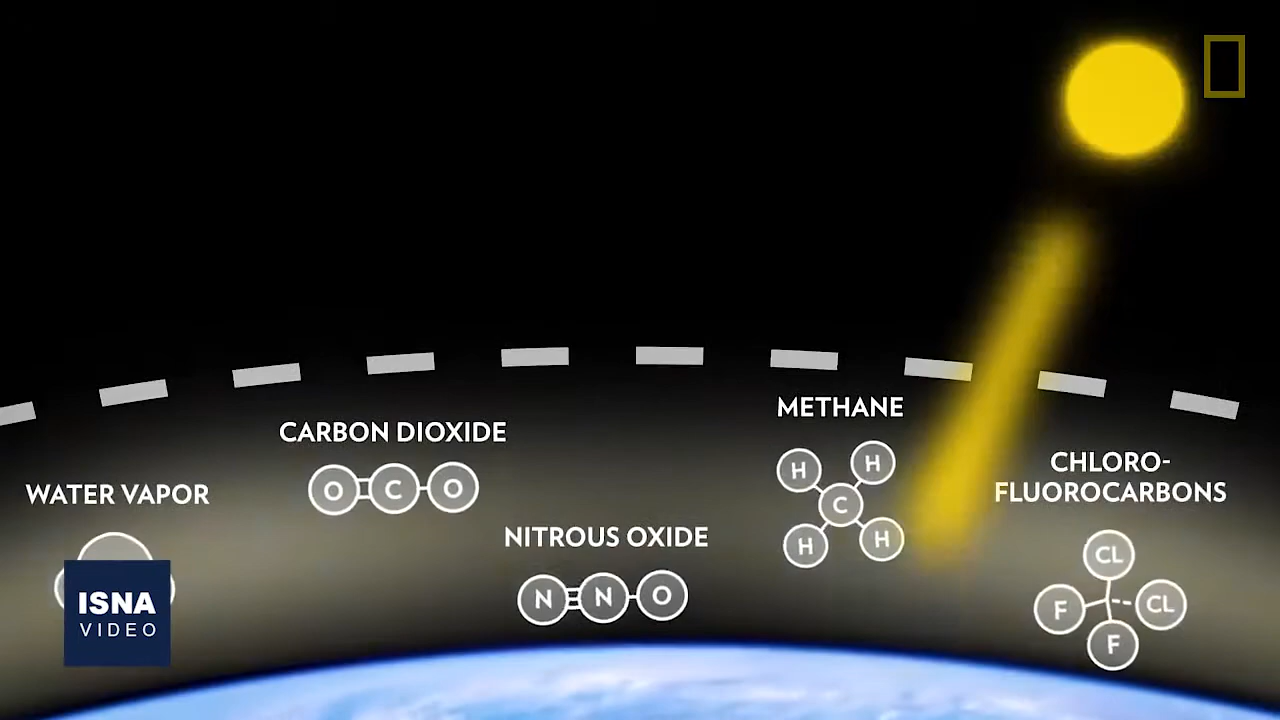 METHANE
CARBON DIOXIDE
O C O
WATER VAPOR
NITROUS OXIDE
N N O
H H
C
H H
CHLORO-
FLUOROCARBONS
CL
F CL
F
ISNA
VIDEO